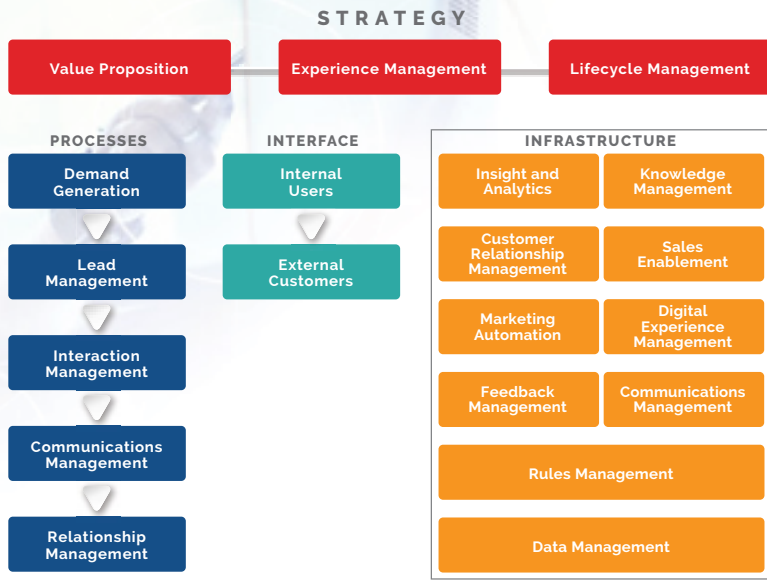 STRATEGY
Value Proposition
Experience Management
Lifecycle Management
PROCESSES
Demand
Generation
Lead
Management
Interaction
Management
Communications
Management
Relationship
Management
INTERFACE
Internal
Users
External
Customers
INFRASTRUCTURE
Insight and
Analytics
Knowledge
Management
Customer
Relationship
Management
Sales
Enablement
Marketing
Automation
Digital
Experience
Management
Feedback
Management
Communications
Management
Rules Management
Data Management